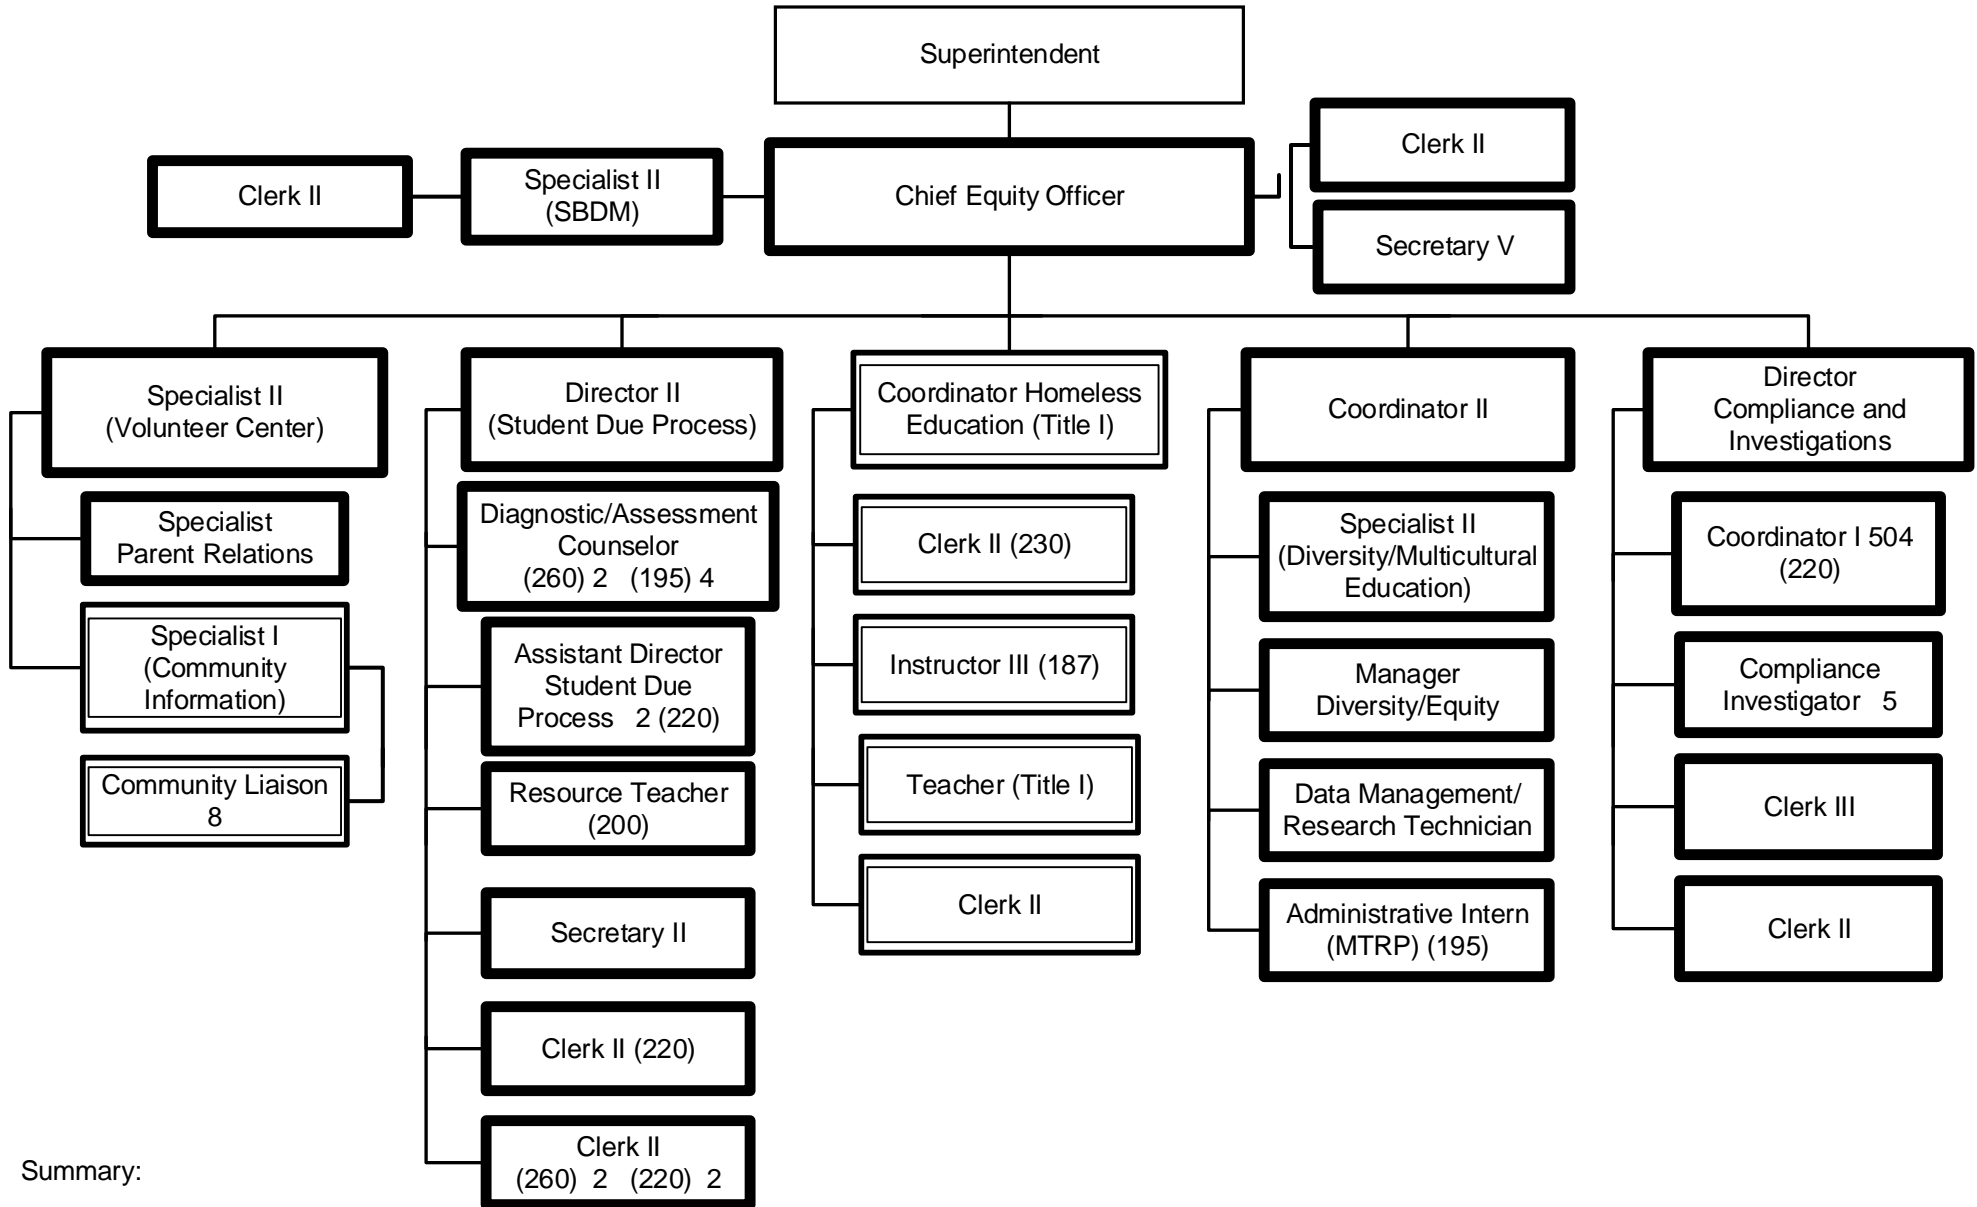 Superintendent
Clerk II
Specialist II
(SBDM)
Chief Equity Officer
Clerk II
Secretary V
Specialist II
(Volunteer Center)
Specialist
Parent Relations
Specialist I
(Community
Information)
Community Liaison
8
Director II
(Student Due Process)
Diagnostic/Assessment
Counselor
(260) 2 (195) 4
Assistant Director
Student Due
Process 2 (220)
Resource Teacher
(200)
Secretary II
Clerk II (220)
Clerk II
(260) 2 (220) 2
Coordinator Homeless
Education (Title I)
Clerk II (230)
Instructor III (187)
Teacher (Title I)
Clerk II
Coordinator II
Specialist II
(Diversity/Multicultural
Education)
Manager
Diversity/Equity
Data Management/
Research Technician
Administrative Intern
(MTRP) (195)
Director
Compliance and
Investigations
Coordinator I 504
(220)
Compliance
Investigator 5
Clerk III
Clerk II
Summary: